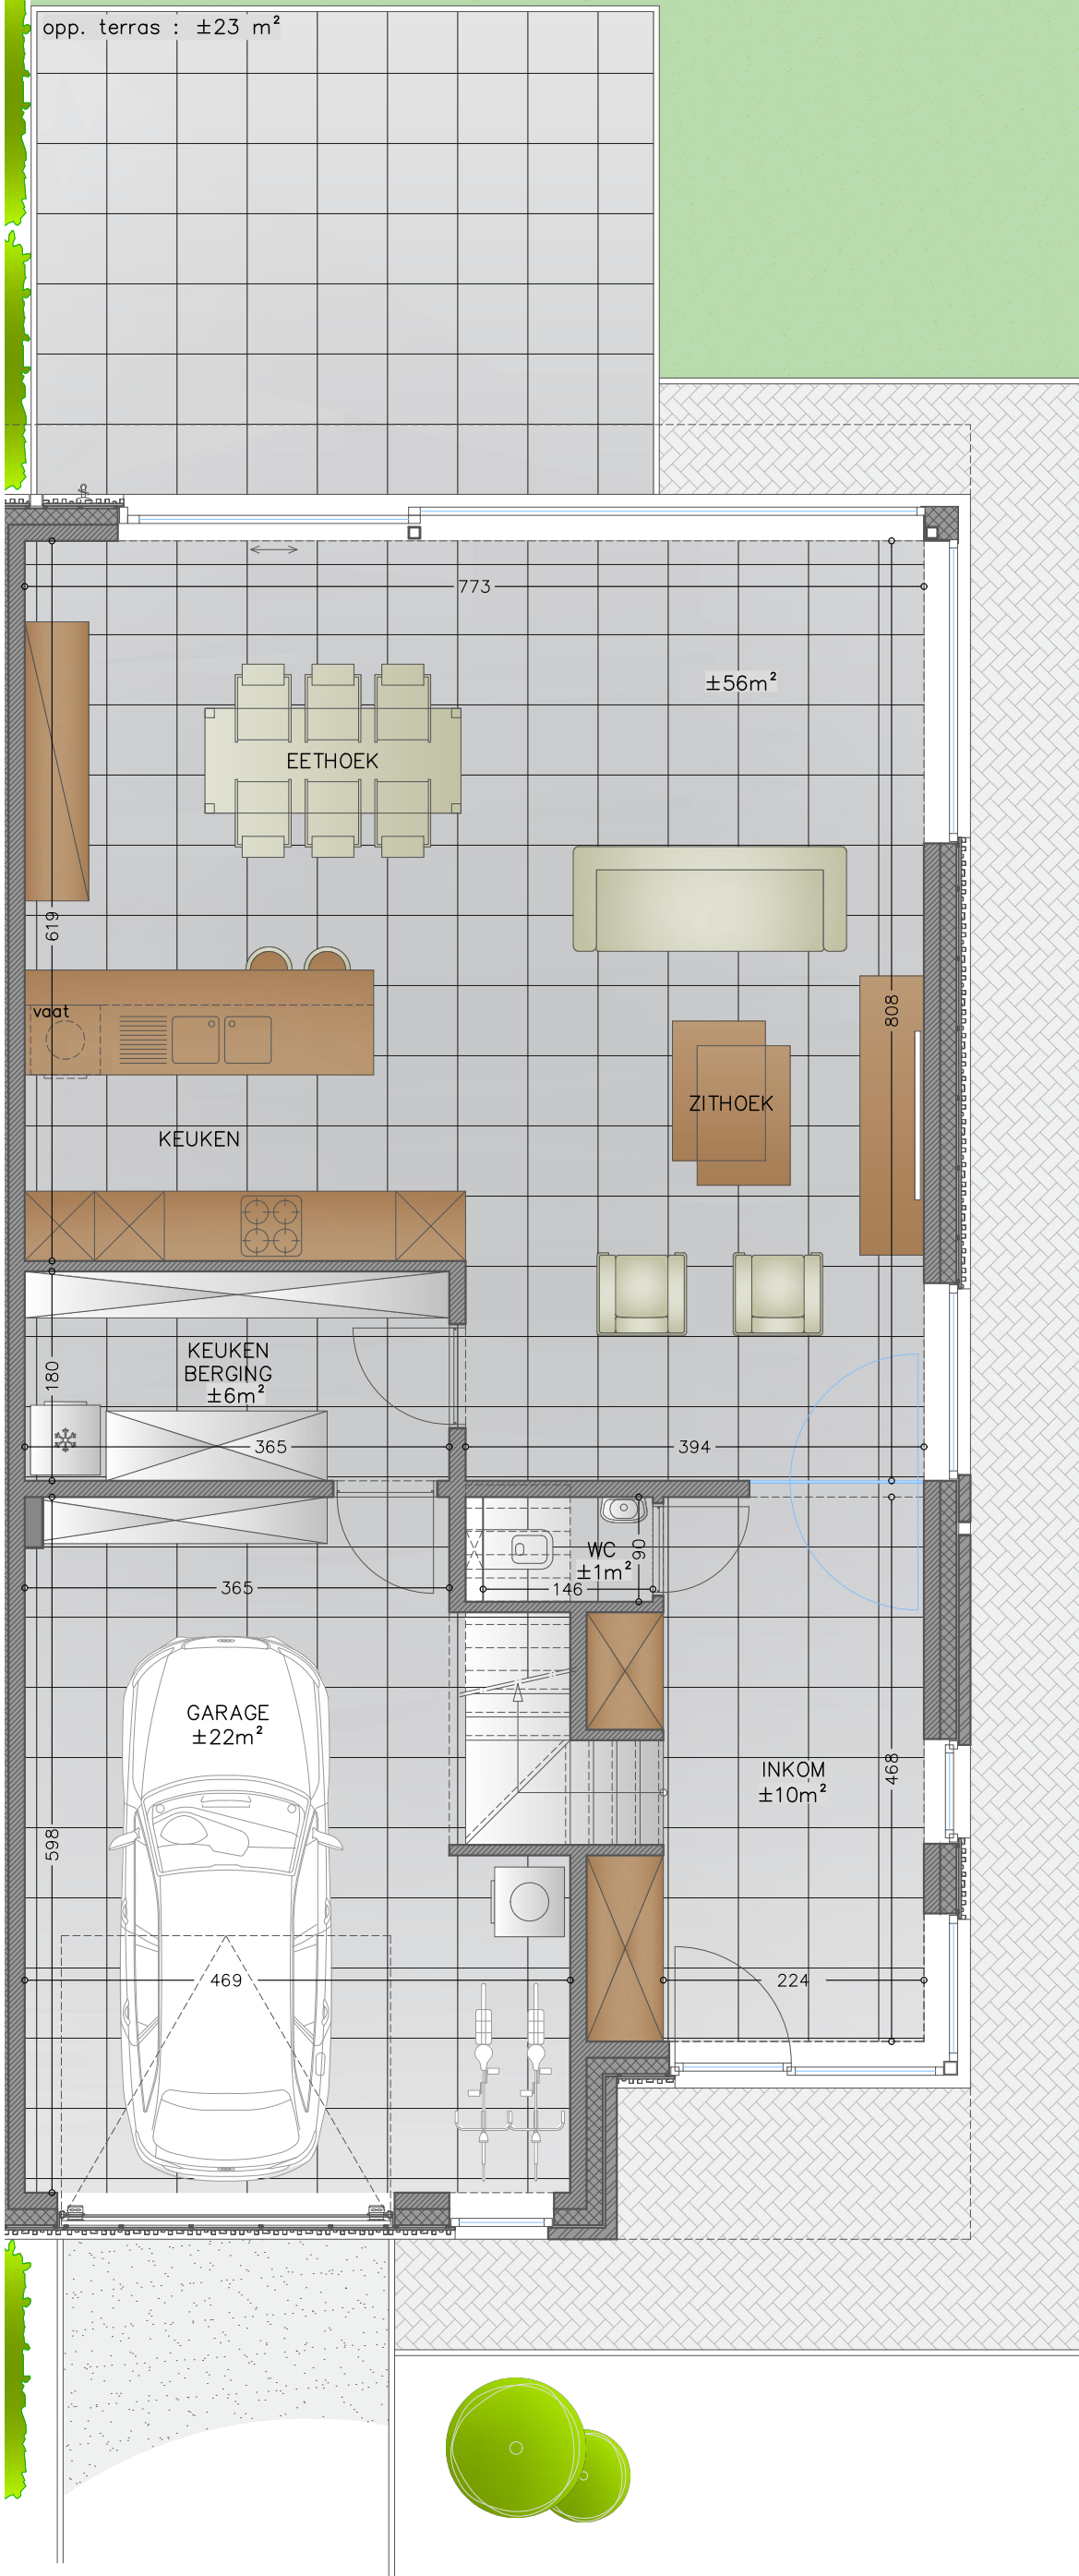 opp. terras : ±23 m²
773
±56m²
EETHOEK
619
808
vaat
ZITHOEK
KEUKEN
KEUKEN
BERGING
±6m²
180
365
394
WC
±1m²
90
146
365
GARAGE
±22m²
INKOM
±10m²
468
598
469
224